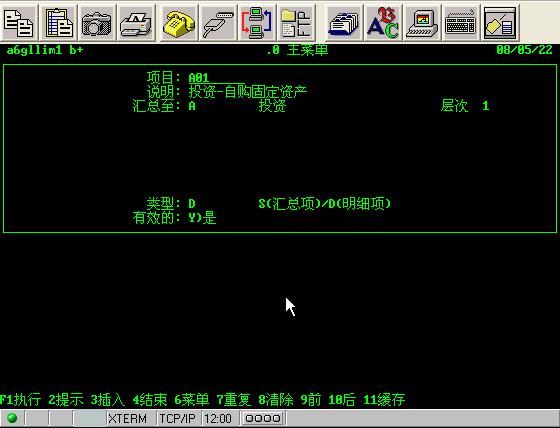 a6gllim1 b+ .0 主菜单 08/05/22
项目: A01
说明: 投资-自购固定资产
汇总至: A 投资 层次 1
类型: D S(汇总项)/D(明细项)
有效的: Y)是
F1执行 2提示 3插入 4结束 6菜单 7重复 8清除 9前 10后 11缓存
XTERM TCP/IP 12:00